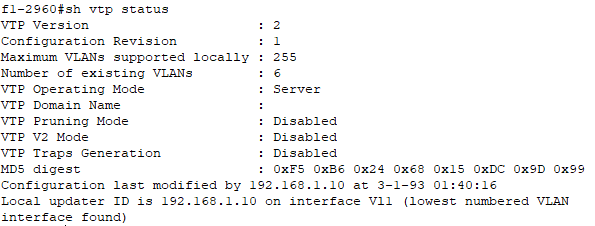 f1-2960#sh vtp status
VTP Version                     : 2
Configuration Revision          : 1
Maximum VLANs supported locally : 255
Number of existing VLANs        : 6
VTP Operating Mode              : Server
VTP Domain Name                 :
VTP Pruning Mode                : Disabled
VTP V2 Mode                     : Disabled
VTP Traps Generation            : Disabled
MD5 digest                      : 0xF5 0xB6 0x24 0x68 0x15 0xDC 0x9D 0x99
Configuration last modified by 192.168.1.10 at 3-1-93 01:40:16
Local updater ID is 192.168.1.10 on interface Vl1 (lowest numbered VLAN
interface found)